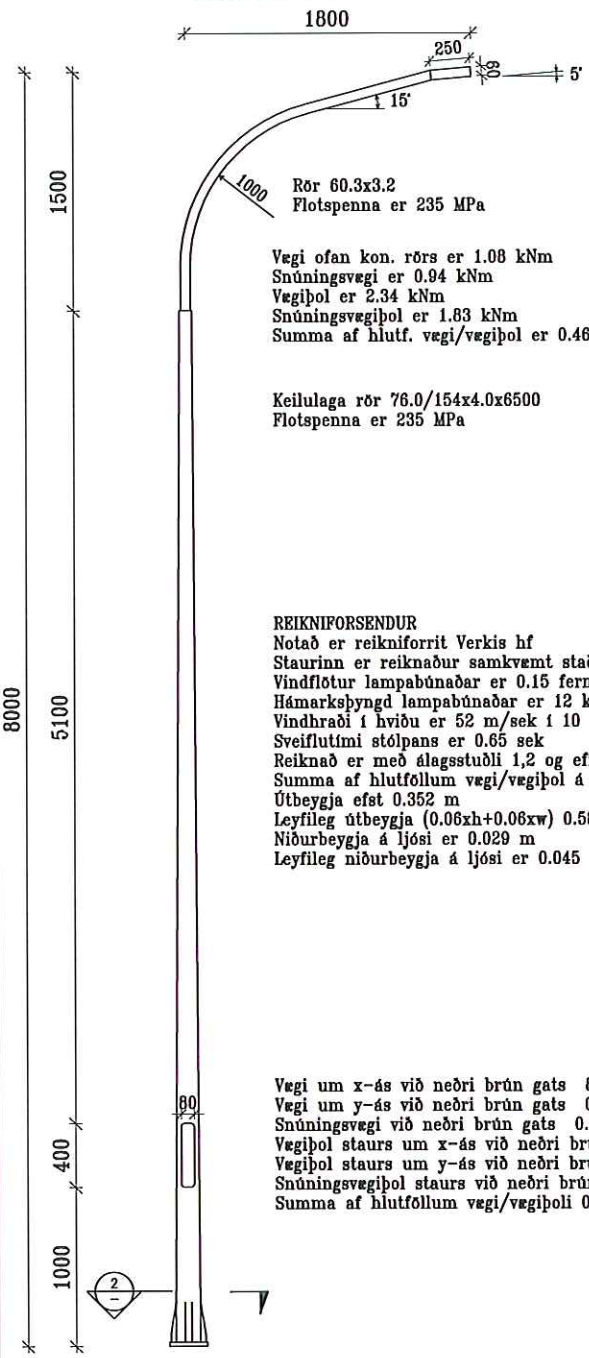 1800
250
60
5°
15°
1500
1000
Rör 60.3x3.2
Flotspenna er 235 MPa
Vægi ofan kon. rörs er 1.08 kNm
Snúningsvægi er 0.94 kNm
Vægiþol er 2.34 kNm
Snúningsvægiþol er 1.83 kNm
Summa af hlutf. vægi/vægiþol er 0.46
Keilulaga rör 76.0/154x4.0x6500
Flotspenna er 235 MPa
8000
5100
REIKNIFORSENDUR
Notað er reikniforrit Verkis hf
Staurinn er reiknaður samkvæmt
Vindflötur lampabúnaðar er 0.15
Hámarksþyngd lampabúnaðar er 12
Vindhraði í hviðu er 52 m/sek í 10
Sveiflutími stólpans er 0.65 sek
Reiknað er með álagsstuðli 1,2 og
Summa af hlutföllum vægi/vægiþol á
Útbeygja efst 0.352 m
Leyfileg útbeygja (0.06xh+0.06xw)
Niðurbeygja á ljósi er 0.029 m
Leyfileg niðurbeygja á ljósi er 0.045
Vægi um x-ás við neðri brún gats
Vægi um y-ás við neðri brún gats
Snúningsvægi við neðri brún gats
Vægiþol staurs um x-ás við neðri
Vægiþol staurs um y-ás við neðri
Snúningsvægiþol staurs við neðri
Summa af hlutföllum vægi/vægiþoli
80
400
1000
2
-